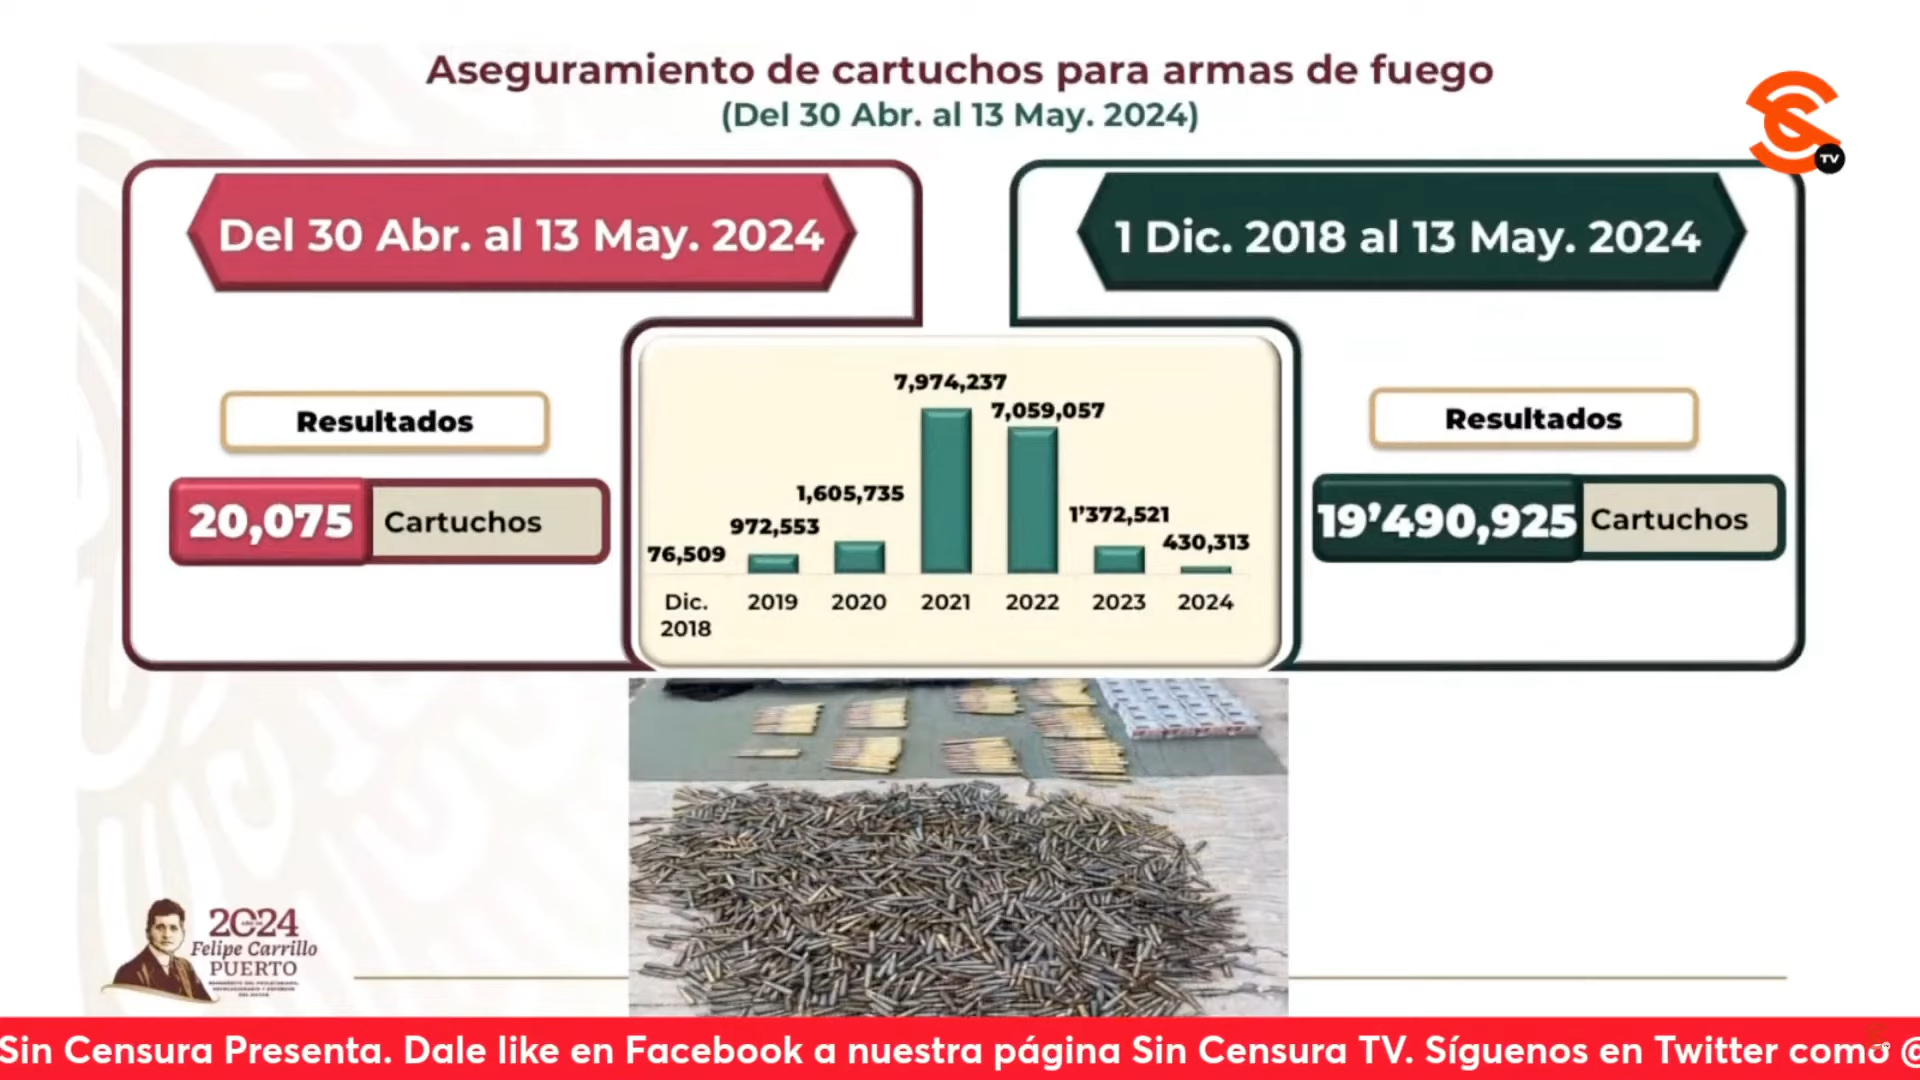 Aseguramiento de cartuchos para armas de fuego
(Del 30 Abr. al 13 May. 2024)
TV
Del 30 Abr. al 13 May. 2024
1 Dic. 2018 al 13 May. 2024
Resultados
20,075 Cartuchos
7,974,237
7,059,057
1,605,735
972,553
76,509
1’372,521
430,313
Dic. 2018
2019
2020
2021
2022
2023
2024
Resultados
19’490,925 Cartuchos
2024
Felipe Carrillo
PUERTO
Sin Censura Presenta. Dale like en Facebook a nuestra página Sin Censura TV. Síguenos en Twitter como @